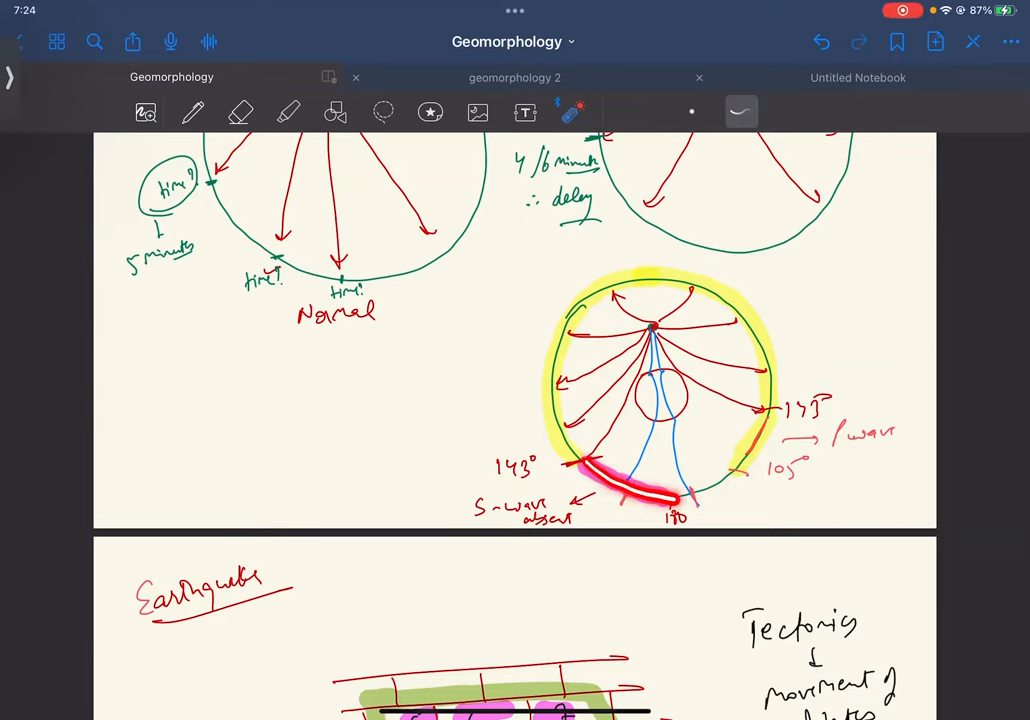 7:24
87%
Geomorphology
Geomorphology
geomorphology 2
Untitled Notebook
time?
5 minutes
time?
time?
Normal
4/6 minute
∴ delay
143°
P wave
105°
143°
S-wave
absent
180
Earthquake
Tectonics
movement of